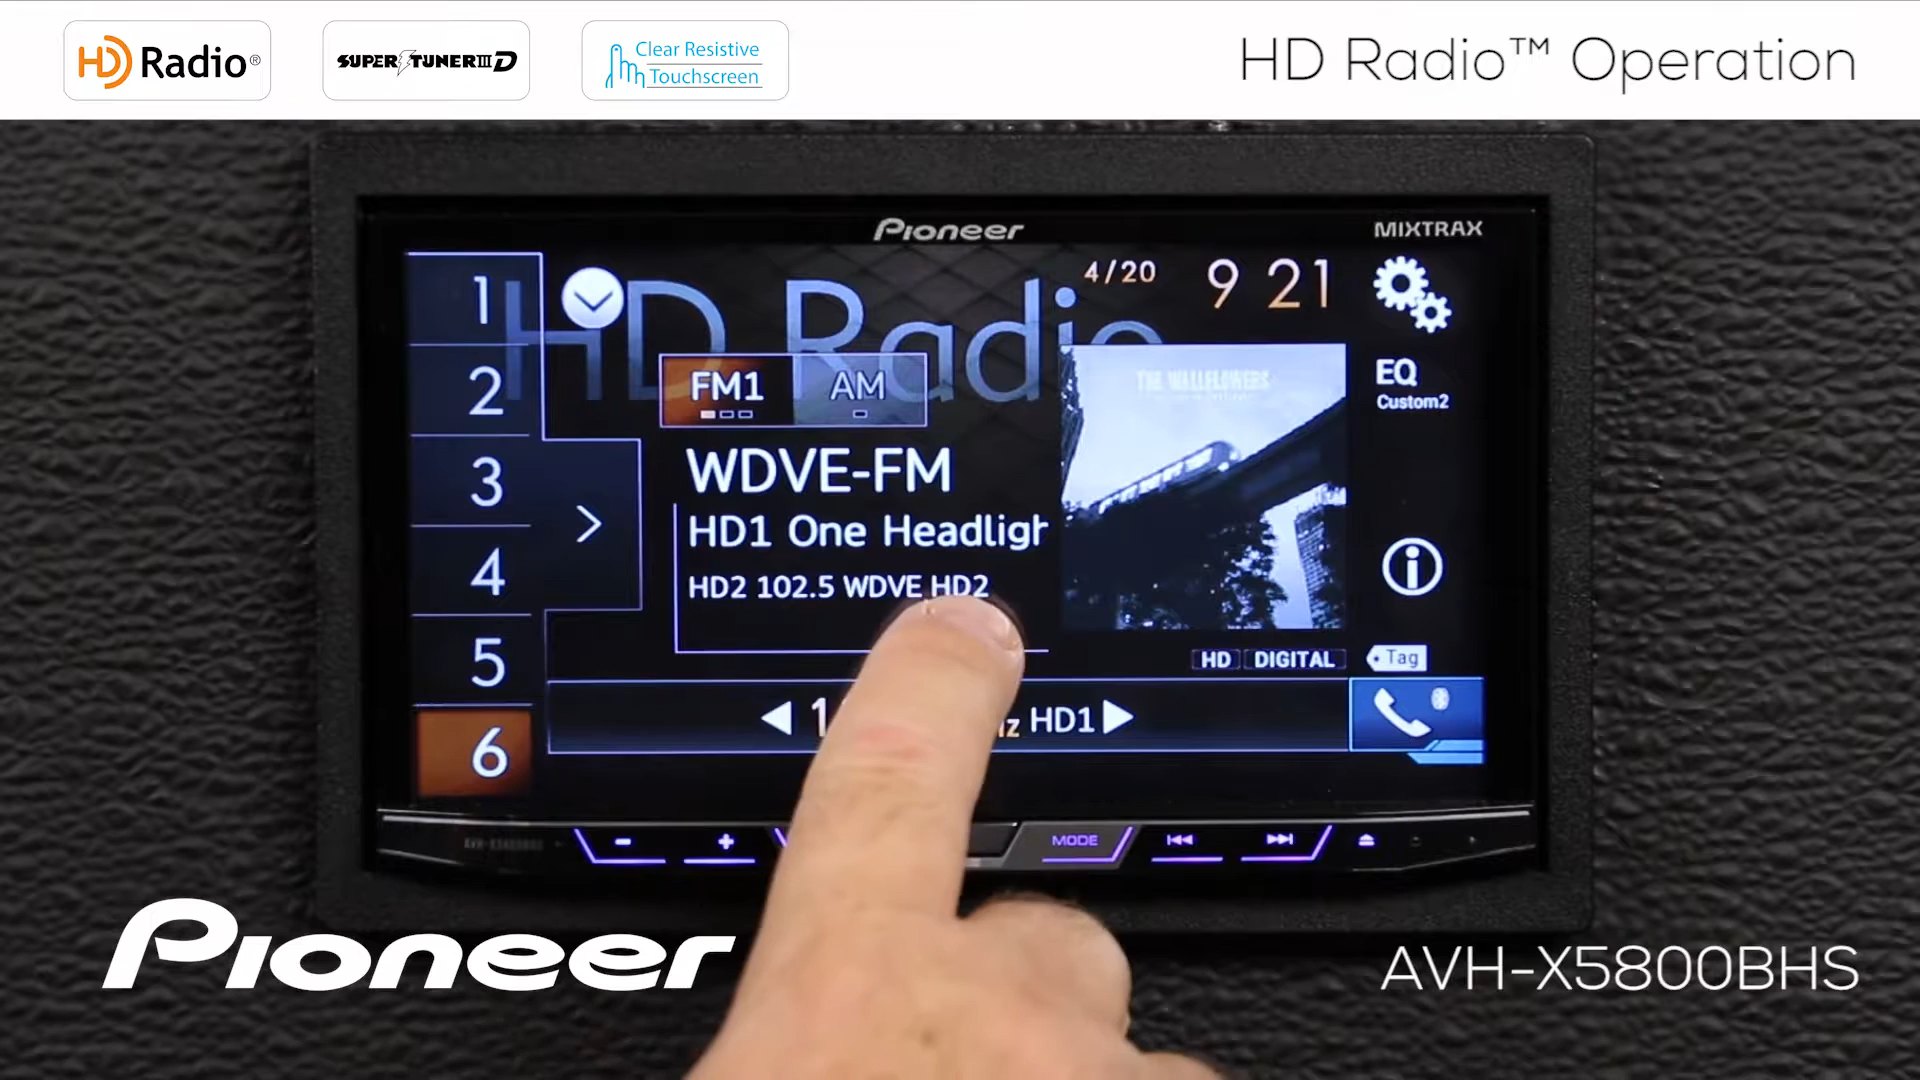 HD Radio®
SUPER TUNER III D
Clear Resistive
Touchscreen
HD Radio™ Operation
Pioneer
MIXTRAX
HD Radio
4/20
9 21
1
2
3
4
5
6
FM1
AM
EQ
Custom2
THE WALLFLOWERS
WDVE-FM
HD1 One Headligh
HD2 102.5 WDVE HD2
HD DIGITAL
Tag
HD1
MODE
Pioneer
AVH-X5800BHS